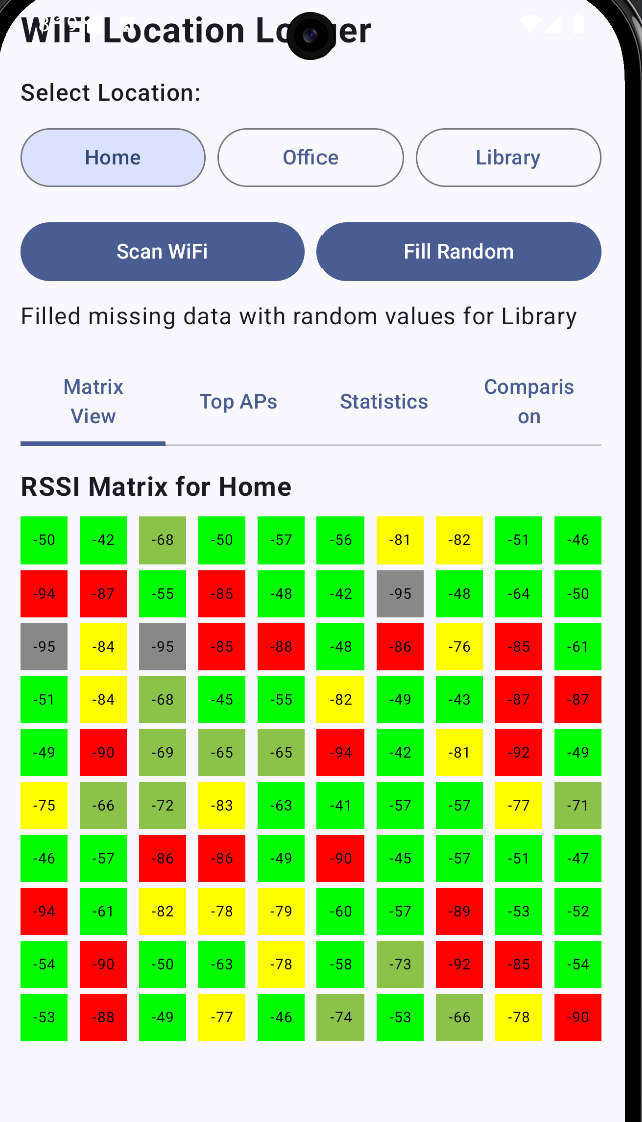 WiFi Location Logger
Select Location:
Home Office Library
Scan WiFi Fill Random
Filled missing data with random values for Library
Matrix View Top APs Statistics Comparison
RSSI Matrix for Home
-50 -42 -68 -50 -57 -56 -81 -82 -51 -46
-94 -87 -55 -85 -48 -42 -95 -48 -64 -50
-95 -84 -95 -85 -88 -48 -86 -76 -85 -61
-51 -84 -68 -45 -55 -82 -49 -43 -87 -87
-49 -90 -69 -65 -65 -94 -42 -81 -92 -49
-75 -66 -72 -83 -63 -41 -57 -57 -77 -71
-46 -57 -86 -86 -49 -90 -45 -57 -51 -47
-94 -61 -82 -78 -79 -60 -57 -89 -53 -52
-54 -90 -50 -63 -78 -58 -73 -92 -85 -54
-53 -88 -49 -77 -46 -74 -53 -66 -78 -90